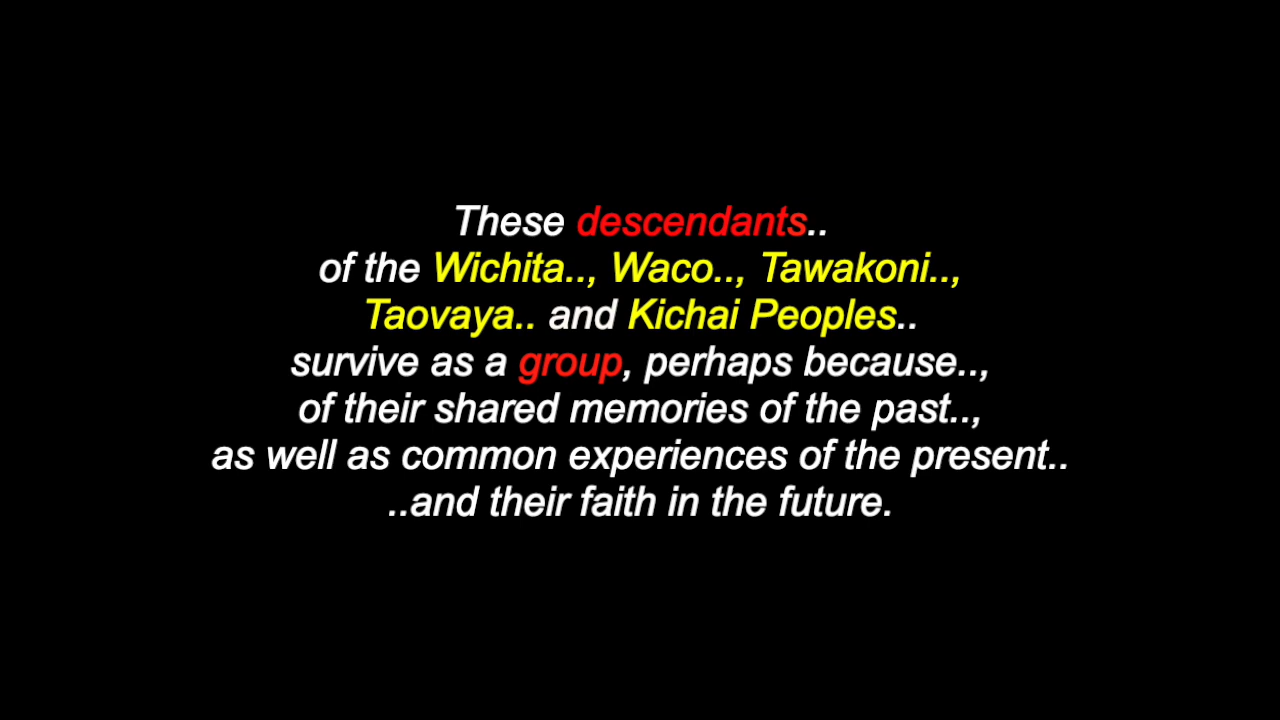 These descendants..
of the Wichita.., Waco.., Tawakoni..,
Taovaya.. and Kichai Peoples..
survive as a group, perhaps because..,
of their shared memories of the past..,
as well as common experiences of the present..
..and their faith in the future.